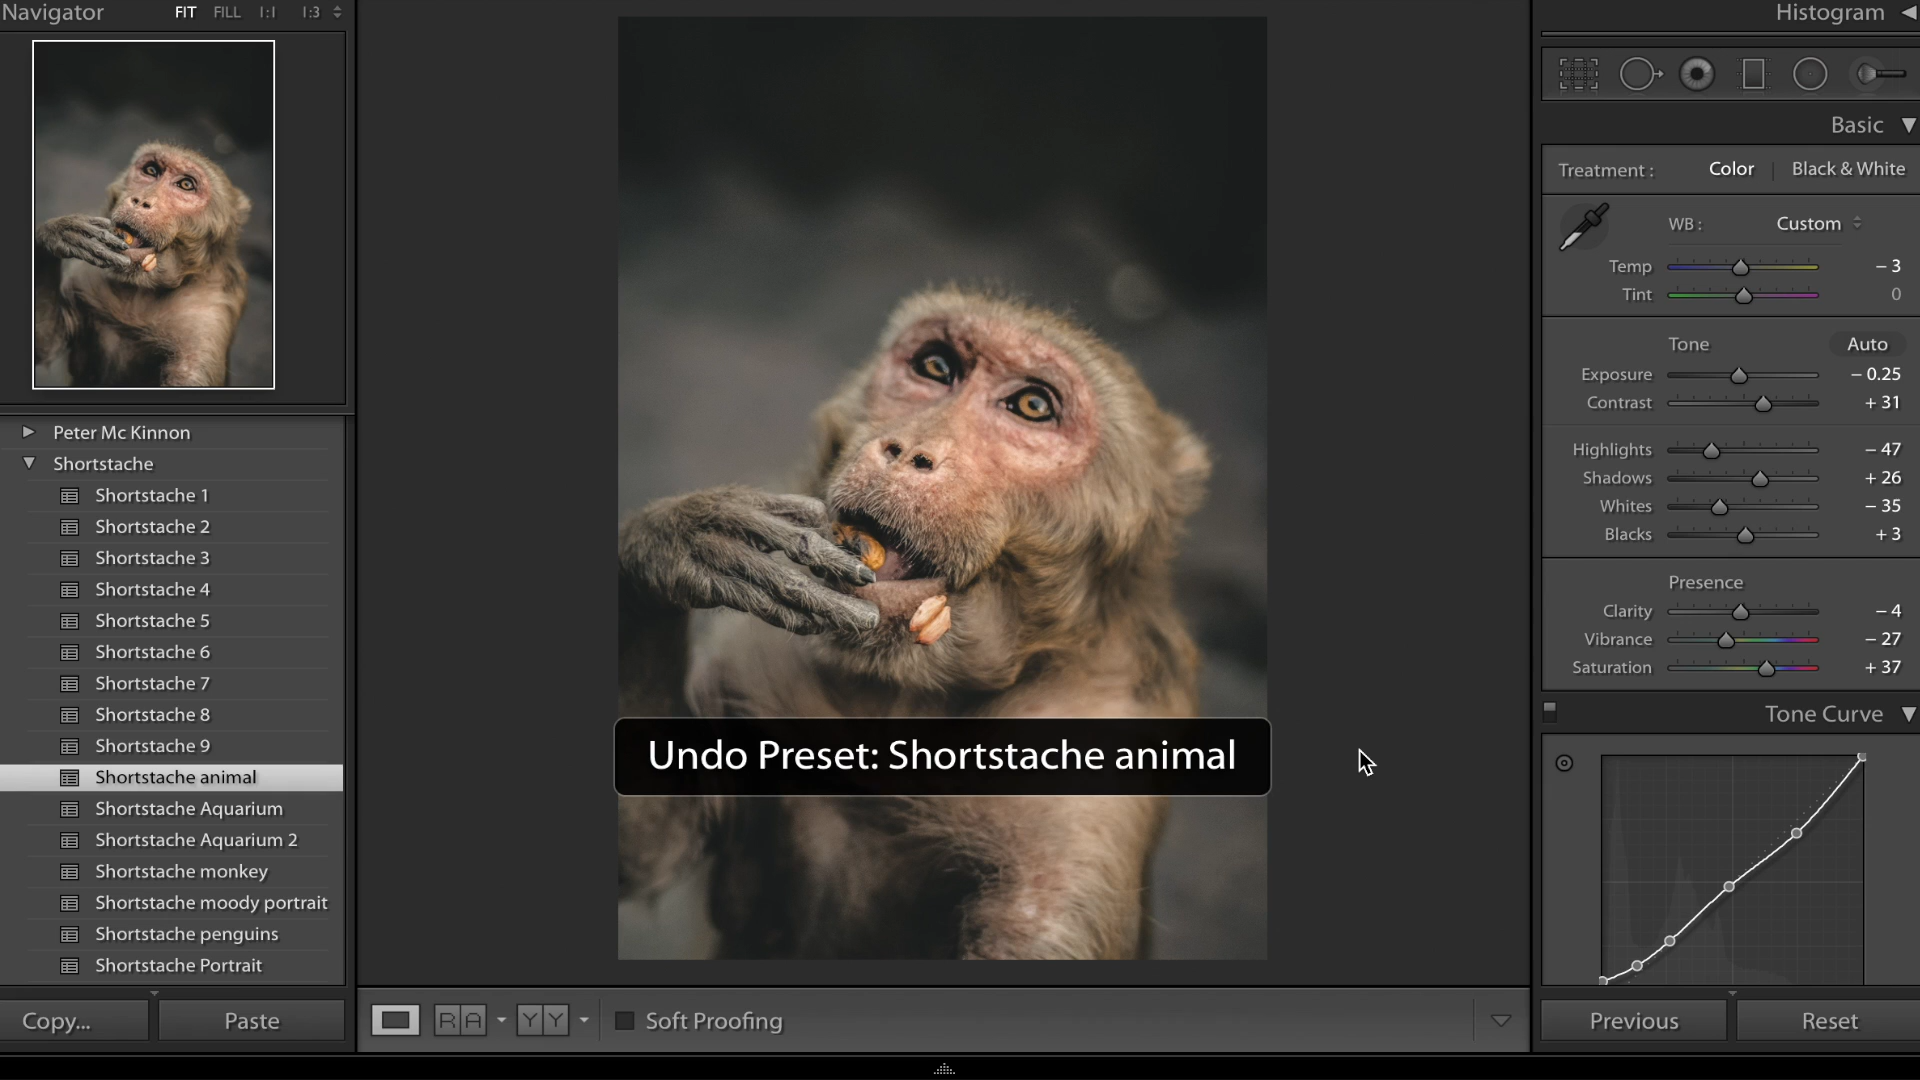 Navigator FIT FILL 1:1 1:3
Peter Mc Kinnon
Shortstache
Shortstache 1
Shortstache 2
Shortstache 3
Shortstache 4
Shortstache 5
Shortstache 6
Shortstache 7
Shortstache 8
Shortstache 9
Shortstache animal
Shortstache Aquarium
Shortstache Aquarium 2
Shortstache monkey
Shortstache moody portrait
Shortstache penguins
Shortstache Portrait
Copy... Paste
Undo Preset: Shortstache animal
R A Y Y Soft Proofing
Histogram
Basic
Treatment : Color Black & White
WB : Custom
Temp − 3
Tint 0
Tone Auto
Exposure − 0.25
Contrast + 31
Highlights − 47
Shadows + 26
Whites − 35
Blacks + 3
Presence
Clarity − 4
Vibrance − 27
Saturation + 37
Tone Curve
Previous Reset